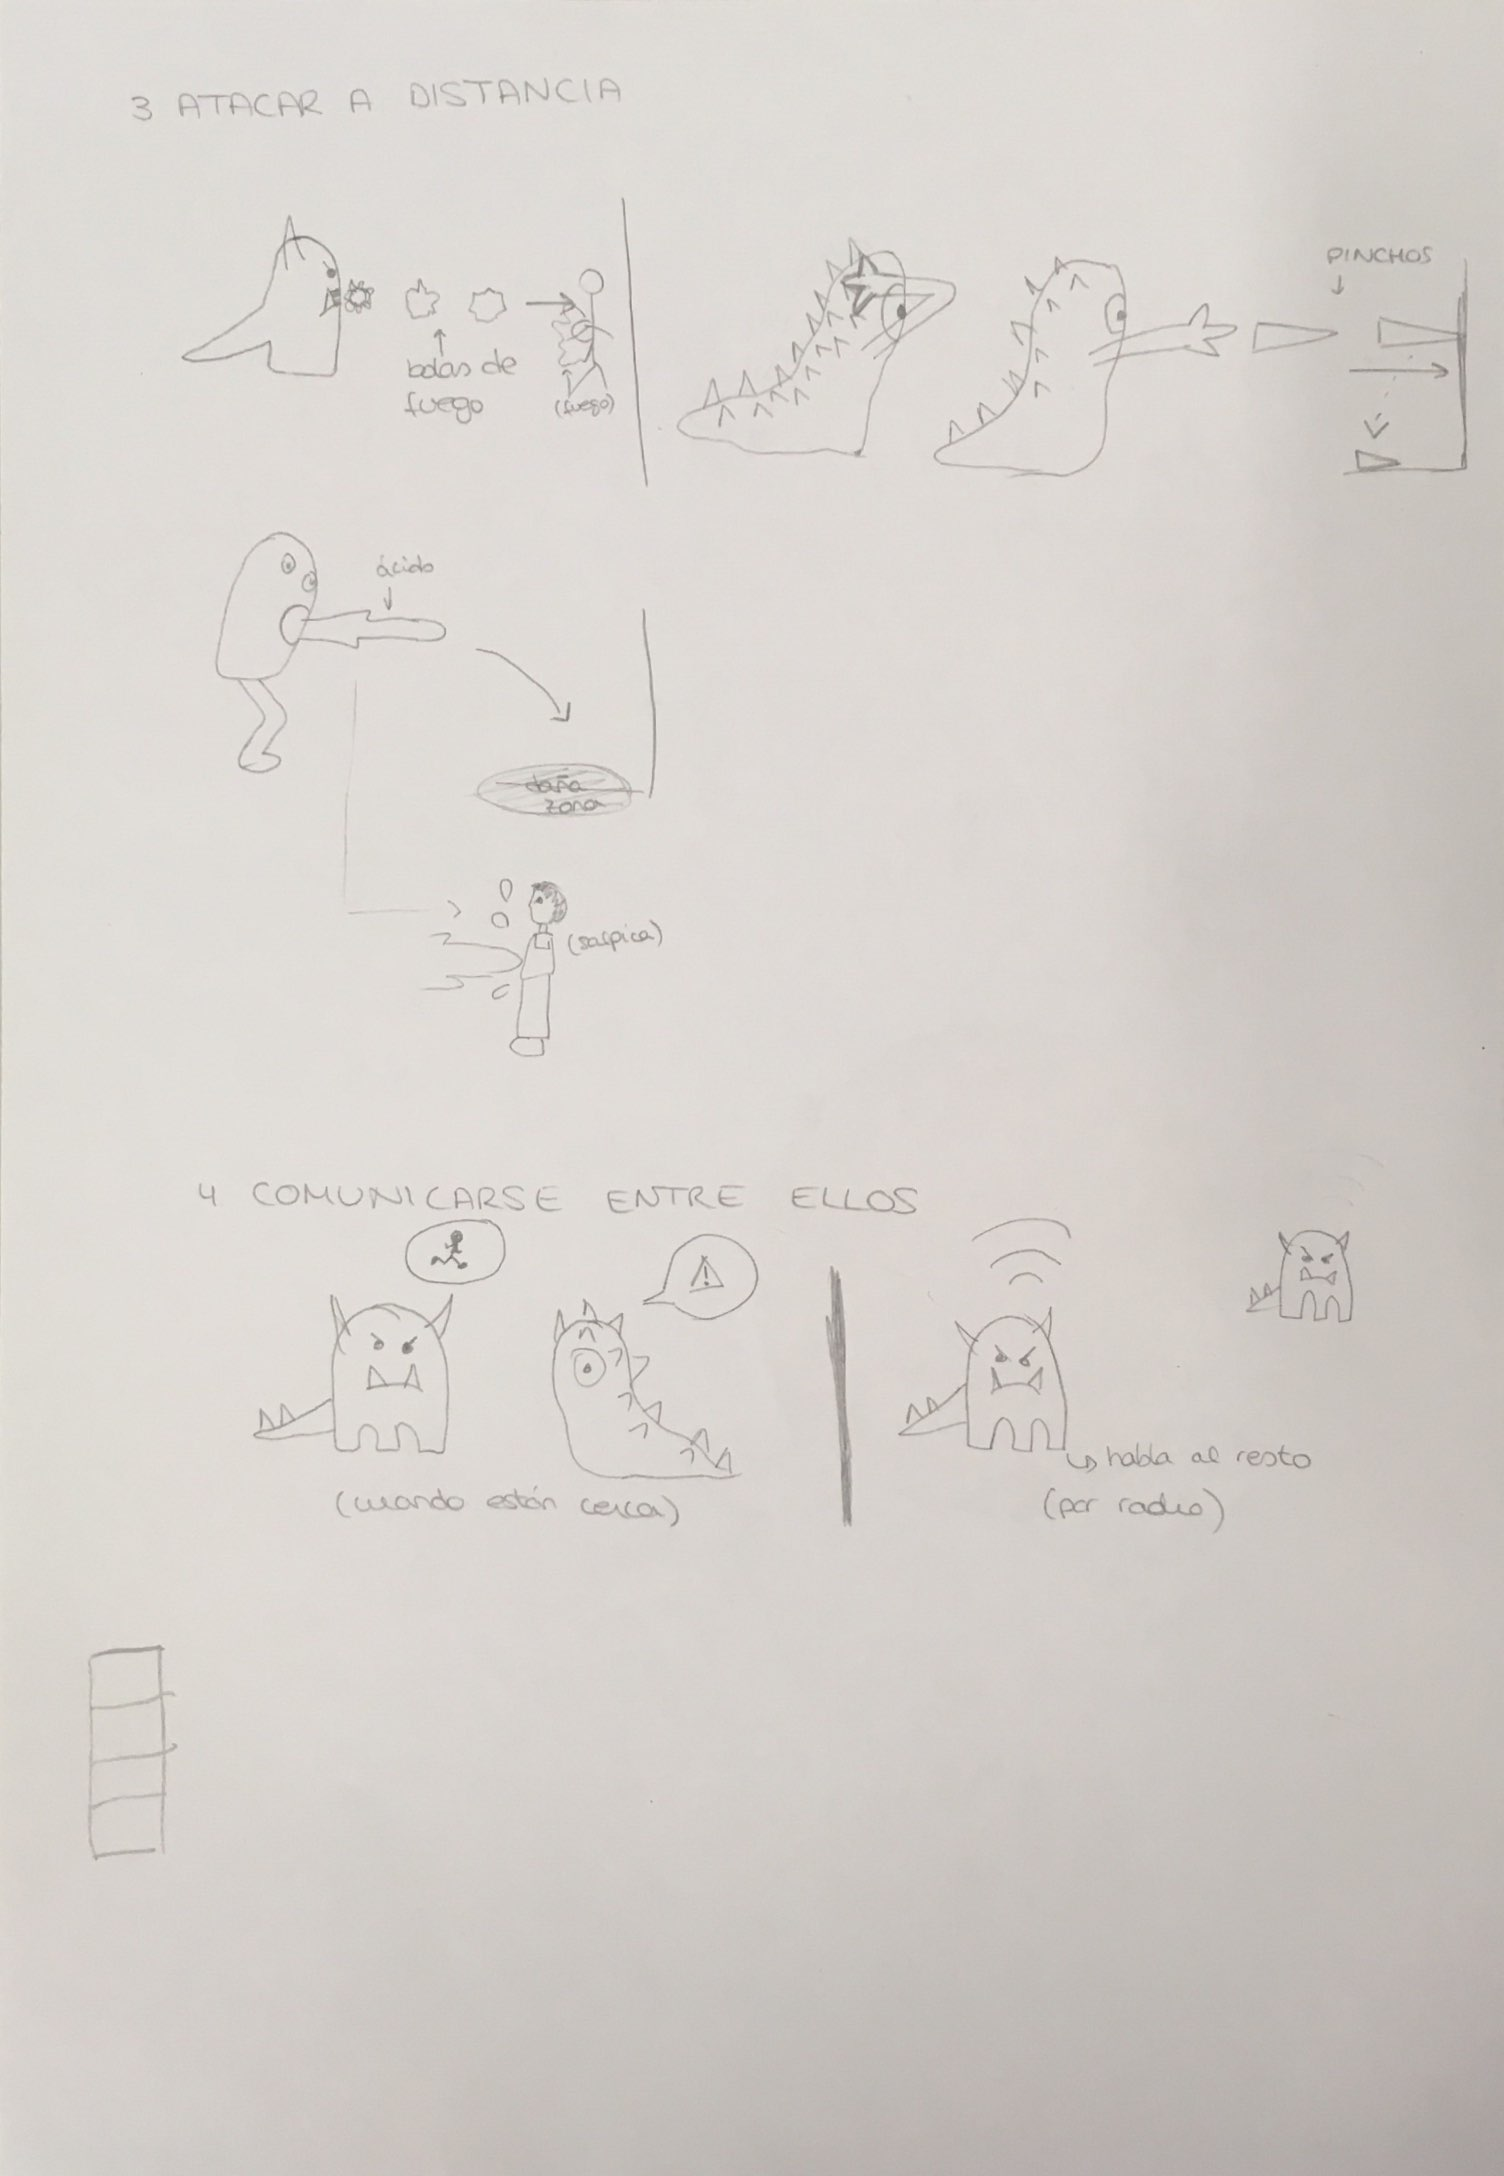 3 ATACAR A DISTANCIA
PINCHOS
bolas de
fuego
(fuego)
ácido
daña
zona
(salpica)
4 COMUNICARSE ENTRE ELLOS
!
habla al resto
(cuando están cerca)
(por radio)